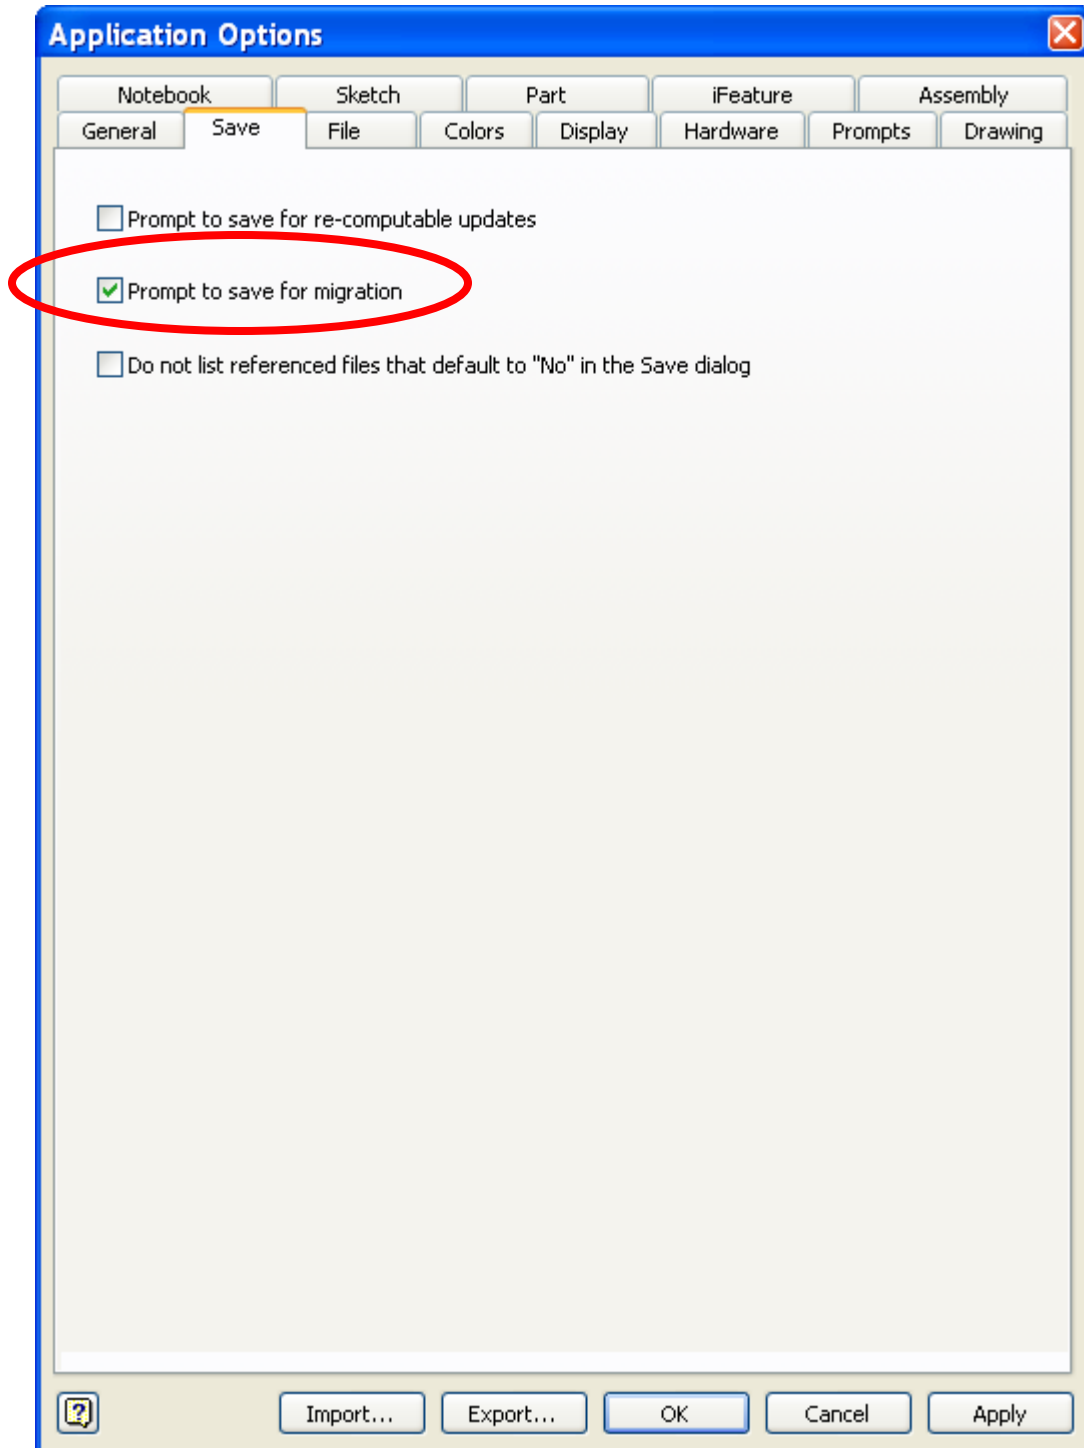 Application Options
Notebook Sketch Part iFeature Assembly
General Save File Colors Display Hardware Prompts Drawing
Prompt to save for re-computable updates
Prompt to save for migration
Do not list referenced files that default to "No" in the Save dialog
Import... Export... OK Cancel Apply